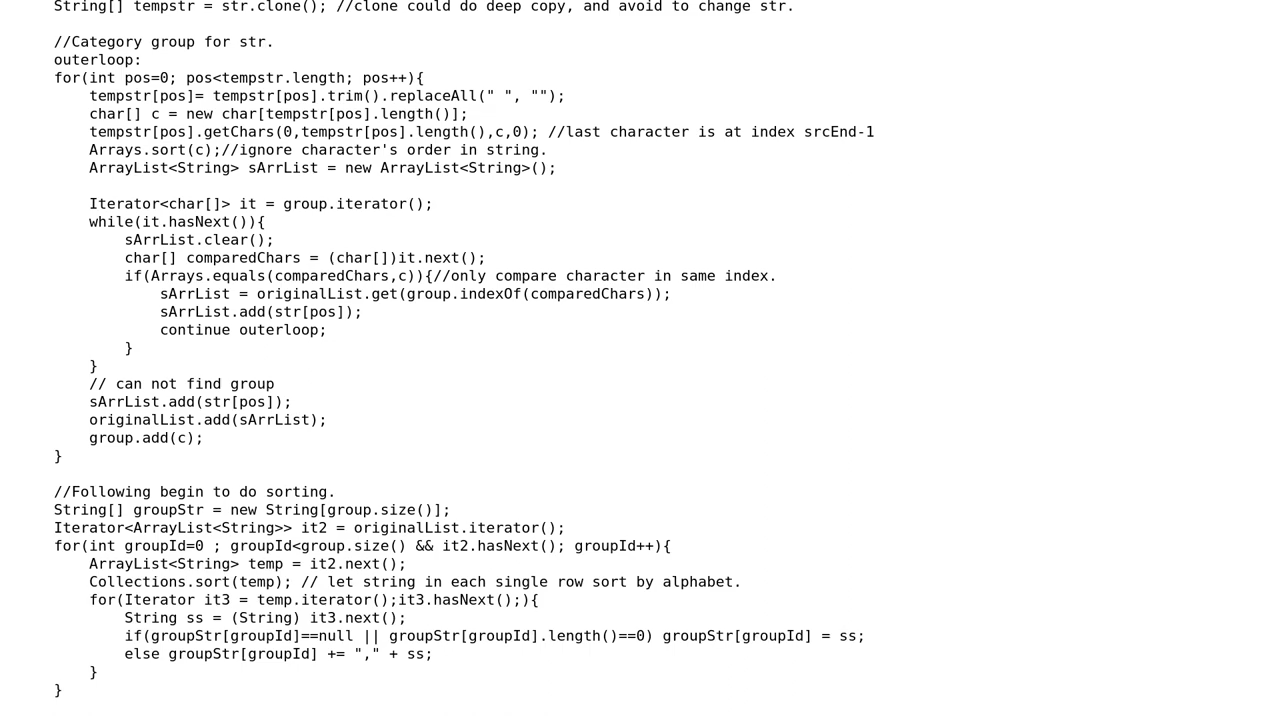 String[] tempstr = str.clone(); //clone could do deep copy, and avoid to change str.
//Category group for str.
outerloop:
for(int pos=0; pos<tempstr.length; pos++){
tempstr[pos]= tempstr[pos].trim().replaceAll(" ", "");
char[] c = new char[tempstr[pos].length()];
tempstr[pos].getChars(0,tempstr[pos].length(),c,0); //last character is at index srcEnd-1
Arrays.sort(c);//ignore character's order in string.
ArrayList<String> sArrList = new ArrayList<String>();
Iterator<char[]> it = group.iterator();
while(it.hasNext()){
sArrList.clear();
char[] comparedChars = (char[])it.next();
if(Arrays.equals(comparedChars,c)){//only compare character in same index.
sArrList = originalList.get(group.indexOf(comparedChars));
sArrList.add(str[pos]);
continue outerloop;
}
}
// can not find group
sArrList.add(str[pos]);
originalList.add(sArrList);
group.add(c);
}
//Following begin to do sorting.
String[] groupStr = new String[group.size()];
Iterator<ArrayList<String>> it2 = originalList.iterator();
for(int groupId=0 ; groupId<group.size() && it2.hasNext(); groupId++){
ArrayList<String> temp = it2.next();
Collections.sort(temp); // let string in each single row sort by alphabet.
for(Iterator it3 = temp.iterator();it3.hasNext();){
String ss = (String) it3.next();
if(groupStr[groupId]==null || groupStr[groupId].length()==0) groupStr[groupId] = ss;
else groupStr[groupId] += "," + ss;
}
}